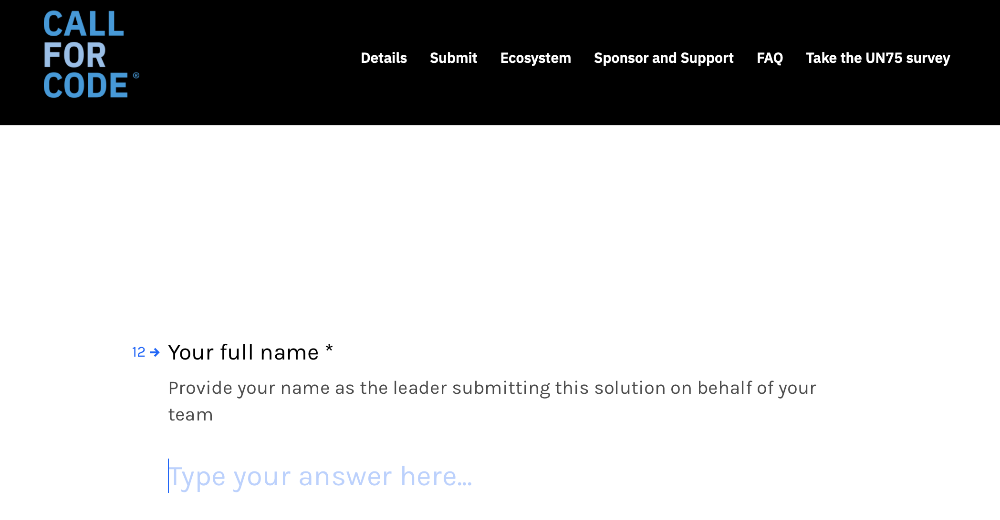 CALL
FOR
CODE ®
Details Submit Ecosystem Sponsor and Support FAQ Take the UN75 survey
12 → Your full name *
Provide your name as the leader submitting this solution on behalf of your
team
Type your answer here...